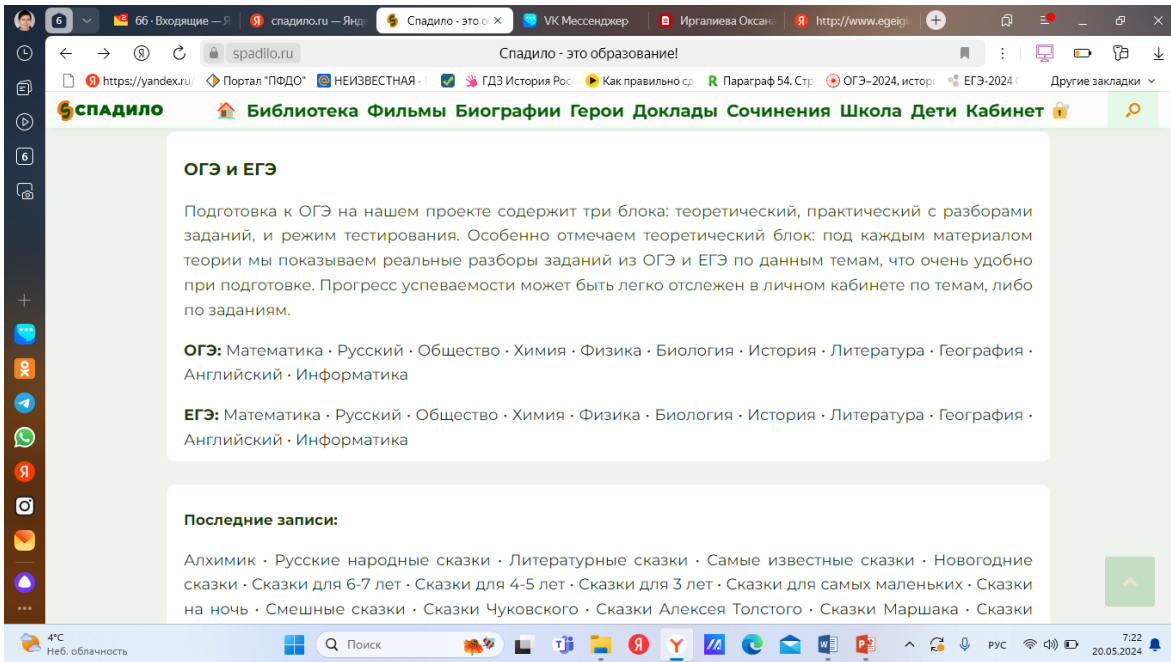 6
66 · Входящие — Я
спадило.ru — Янде
Спадило - это об
VK Мессенджер
Иргалиева Оксана
http://www.egeigi
spadilo.ru
Спадило - это образование!
https://yandex.ru/
Портал "ПФДО"
НЕИЗВЕСТНАЯ -
ГДЗ История Росс
Как правильно сд
Параграф 54. Стр
ОГЭ–2024, истори
ЕГЭ-2024
Другие закладки
СПАДИЛО
Библиотека Фильмы Биографии Герои Доклады Сочинения Школа Дети Кабинет
6
ОГЭ и ЕГЭ
Подготовка к ОГЭ на нашем проекте содержит три блока: теоретический, практический с разборами
заданий, и режим тестирования. Особенно отмечаем теоретический блок: под каждым материалом
теории мы показываем реальные разборы заданий из ОГЭ и ЕГЭ по данным темам, что очень удобно
при подготовке. Прогресс успеваемости может быть легко отслежен в личном кабинете по темам, либо
по заданиям.
ОГЭ: Математика · Русский · Общество · Химия · Физика · Биология · История · Литература · География ·
Английский · Информатика
ЕГЭ: Математика · Русский · Общество · Химия · Физика · Биология · История · Литература · География ·
Английский · Информатика
Последние записи:
Алхимик · Русские народные сказки · Литературные сказки · Самые известные сказки · Новогодние
сказки · Сказки для 6-7 лет · Сказки для 4-5 лет · Сказки для 3 лет · Сказки для самых маленьких · Сказки
на ночь · Смешные сказки · Сказки Чуковского · Сказки Алексея Толстого · Сказки Маршака · Сказки
4°C
Неб. облачность
Поиск
РУС
7:22
20.05.2024